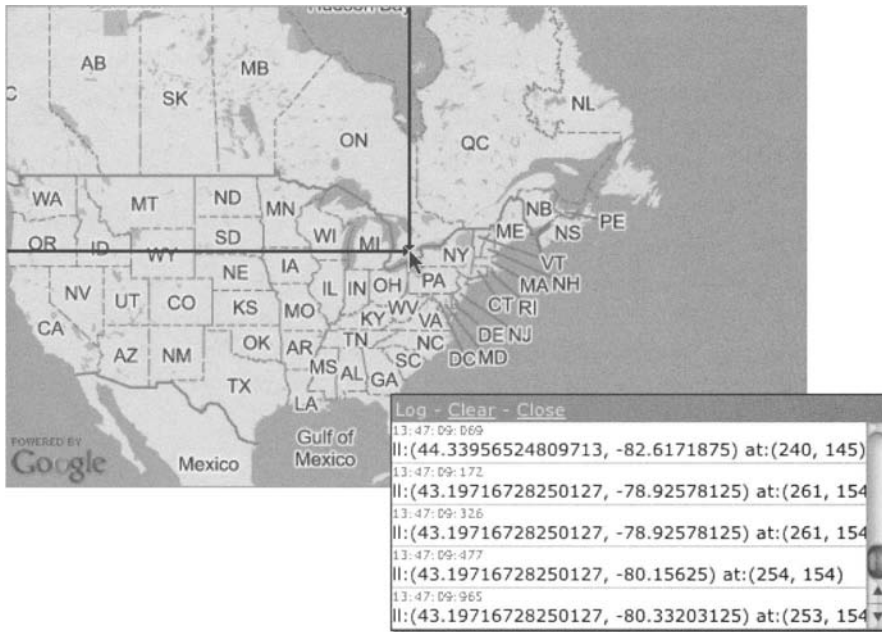 Hudson Bay
AB
MB
SK
NL
ON
QC
C
WA
MT
ND
MN
NB
PE
OR
ID
SD
WI
MI
ME
NS
WY
NY
VT
NE
IA
NV
UT
CO
IL
IN
OH
PA
MA
NH
CA
KS
MO
WV
CT
RI
KY
VA
AZ
NM
OK
AR
TN
NC
DE
NJ
TX
MS
AL
GA
SC
DC
MD
LA
POWERED BY
Google
Mexico
Gulf of
Mexico
Log - Clear - Close
13:47:09:069
ll:(44.33956524809713, -82.6171875) at:(240, 145)
13:47:09:172
ll:(43.19716728250127, -78.92578125) at:(261, 154
13:47:09:326
ll:(43.19716728250127, -78.92578125) at:(261, 154
13:47:09:477
ll:(43.19716728250127, -80.15625) at:(254, 154)
13:47:09:965
ll:(43.19716728250127, -80.33203125) at:(253, 154